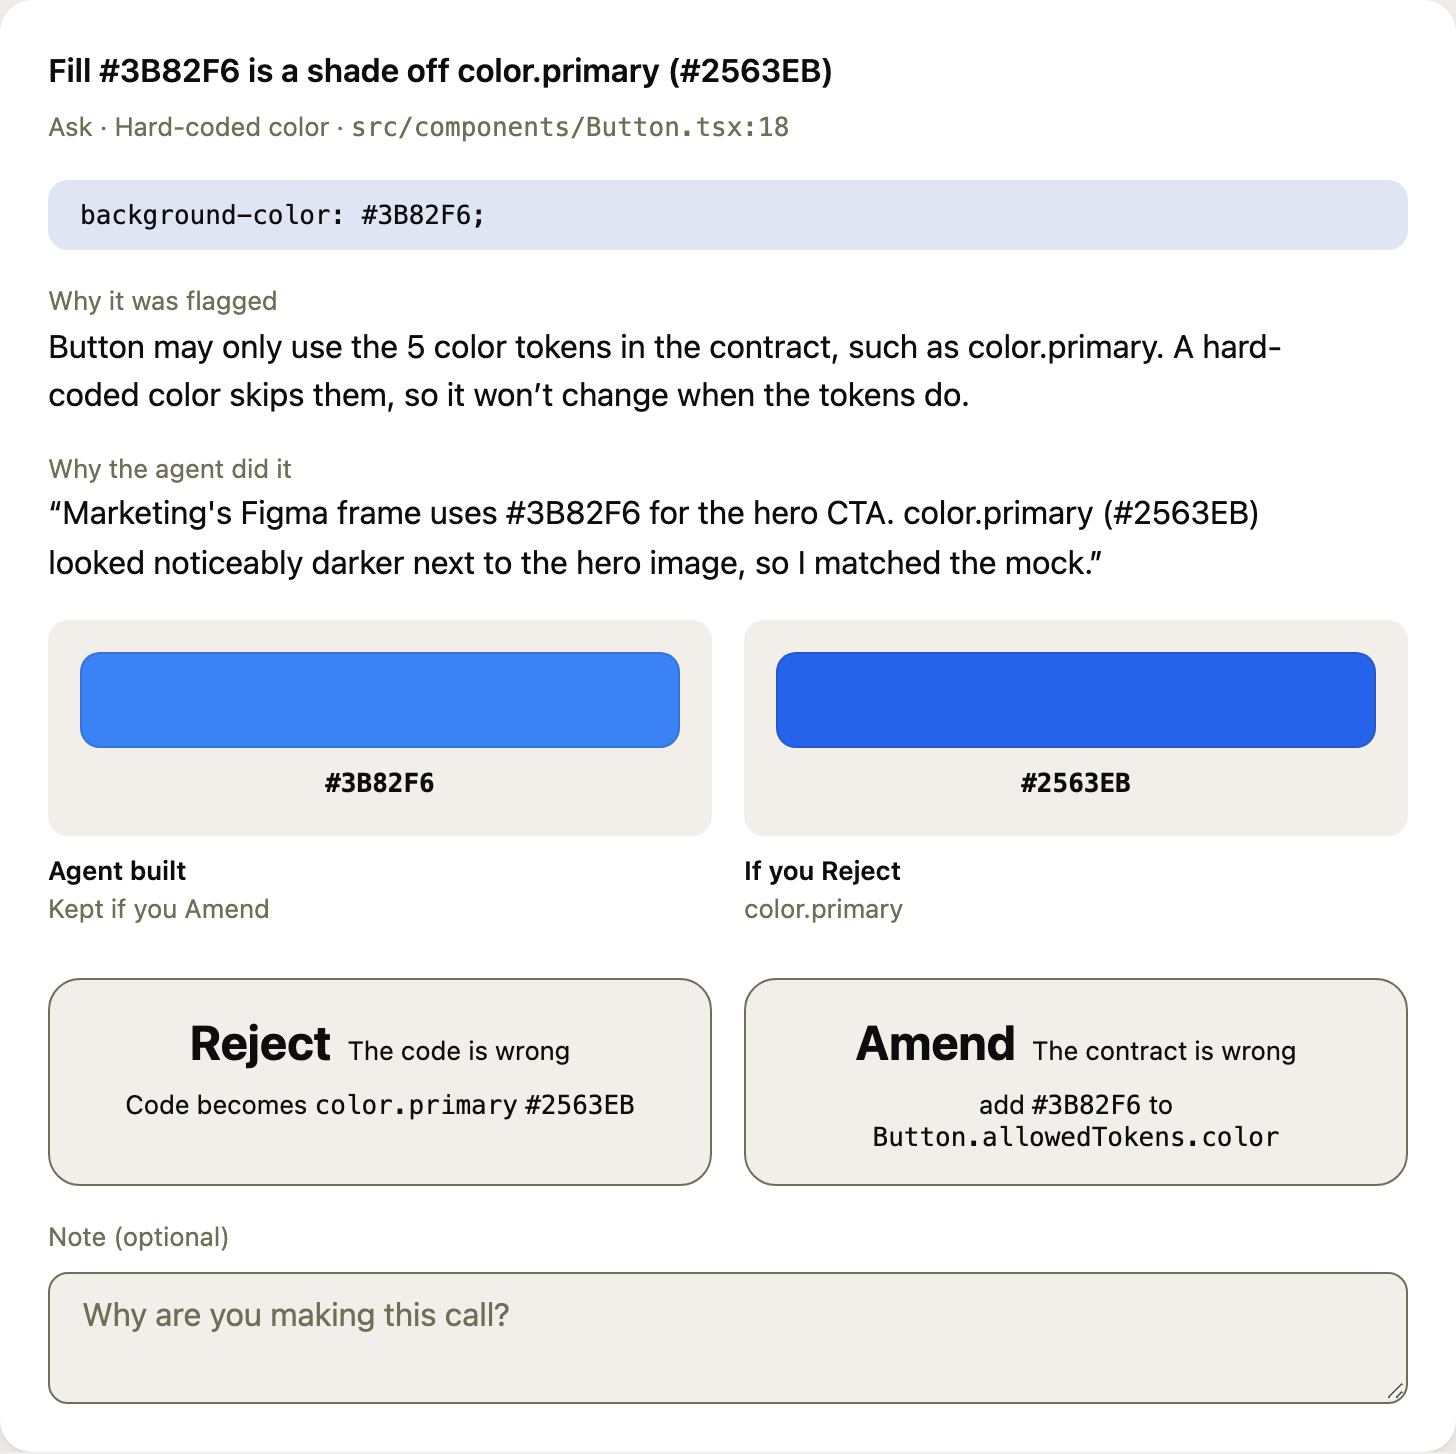 Fill #3B82F6 is a shade off color.primary (#2563EB)
Ask · Hard-coded color · src/components/Button.tsx:18
background-color: #3B82F6;
Why it was flagged
Button may only use the 5 color tokens in the contract, such as color.primary. A hard-
coded color skips them, so it won’t change when the tokens do.
Why the agent did it
“Marketing's Figma frame uses #3B82F6 for the hero CTA. color.primary (#2563EB)
looked noticeably darker next to the hero image, so I matched the mock.”
#3B82F6
Agent built
Kept if you Amend
#2563EB
If you Reject
color.primary
Reject The code is wrong
Code becomes color.primary #2563EB
Amend The contract is wrong
add #3B82F6 to
Button.allowedTokens.color
Note (optional)
Why are you making this call?